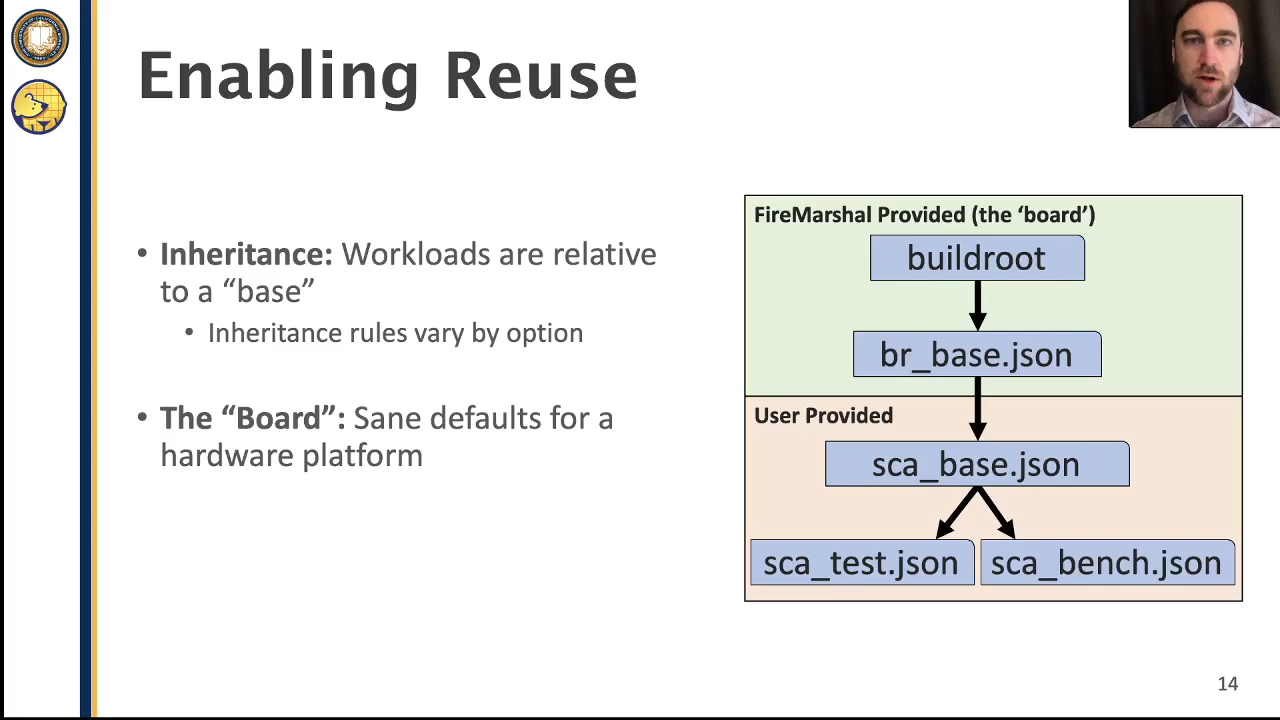 Enabling Reuse
• Inheritance: Workloads are relative
to a “base”
• Inheritance rules vary by option
• The “Board”: Sane defaults for a
hardware platform
FireMarshal Provided (the ‘board’)
buildroot
br_base.json
User Provided
sca_base.json
sca_test.json
sca_bench.json
14